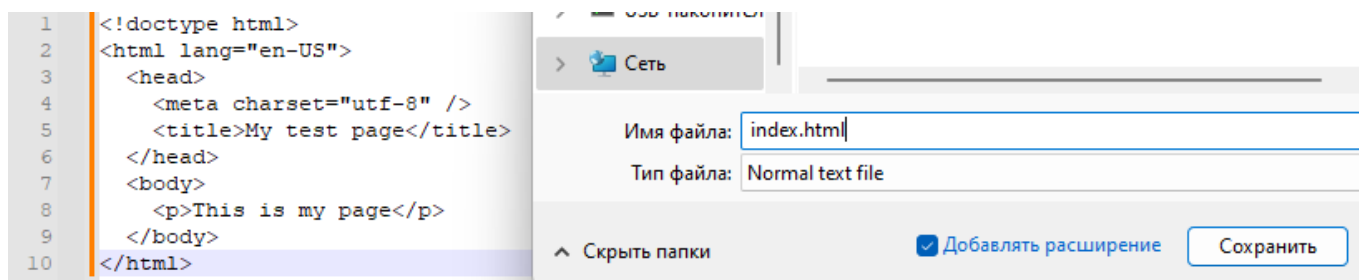 1 <!doctype html>
2 <html lang="en-US">
3 <head>
4 <meta charset="utf-8" />
5 <title>My test page</title>
6 </head>
7 <body>
8 <p>This is my page</p>
9 </body>
10 </html>
Сеть
Имя файла: index.html
Тип файла: Normal text file
Скрыть папки
Добавлять расширение
Сохранить